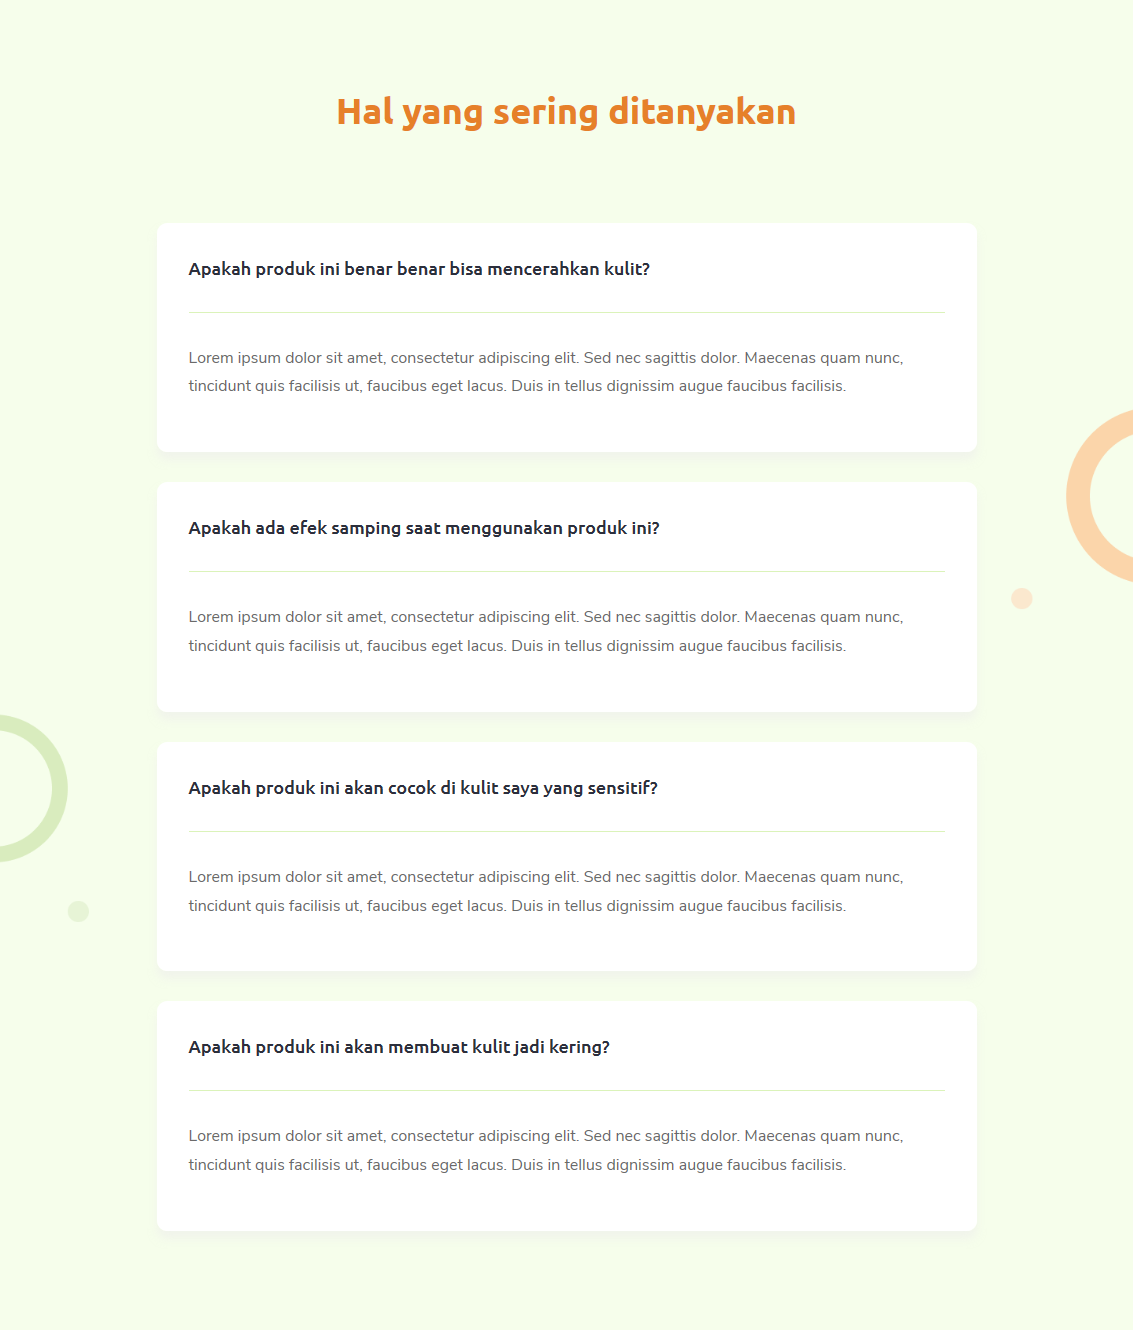 Hal yang sering ditanyakan
Apakah produk ini benar benar bisa mencerahkan kulit?
Lorem ipsum dolor sit amet, consectetur adipiscing elit. Sed nec sagittis dolor. Maecenas quam nunc,
tincidunt quis facilisis ut, faucibus eget lacus. Duis in tellus dignissim augue faucibus facilisis.
Apakah ada efek samping saat menggunakan produk ini?
Lorem ipsum dolor sit amet, consectetur adipiscing elit. Sed nec sagittis dolor. Maecenas quam nunc,
tincidunt quis facilisis ut, faucibus eget lacus. Duis in tellus dignissim augue faucibus facilisis.
Apakah produk ini akan cocok di kulit saya yang sensitif?
Lorem ipsum dolor sit amet, consectetur adipiscing elit. Sed nec sagittis dolor. Maecenas quam nunc,
tincidunt quis facilisis ut, faucibus eget lacus. Duis in tellus dignissim augue faucibus facilisis.
Apakah produk ini akan membuat kulit jadi kering?
Lorem ipsum dolor sit amet, consectetur adipiscing elit. Sed nec sagittis dolor. Maecenas quam nunc,
tincidunt quis facilisis ut, faucibus eget lacus. Duis in tellus dignissim augue faucibus facilisis.